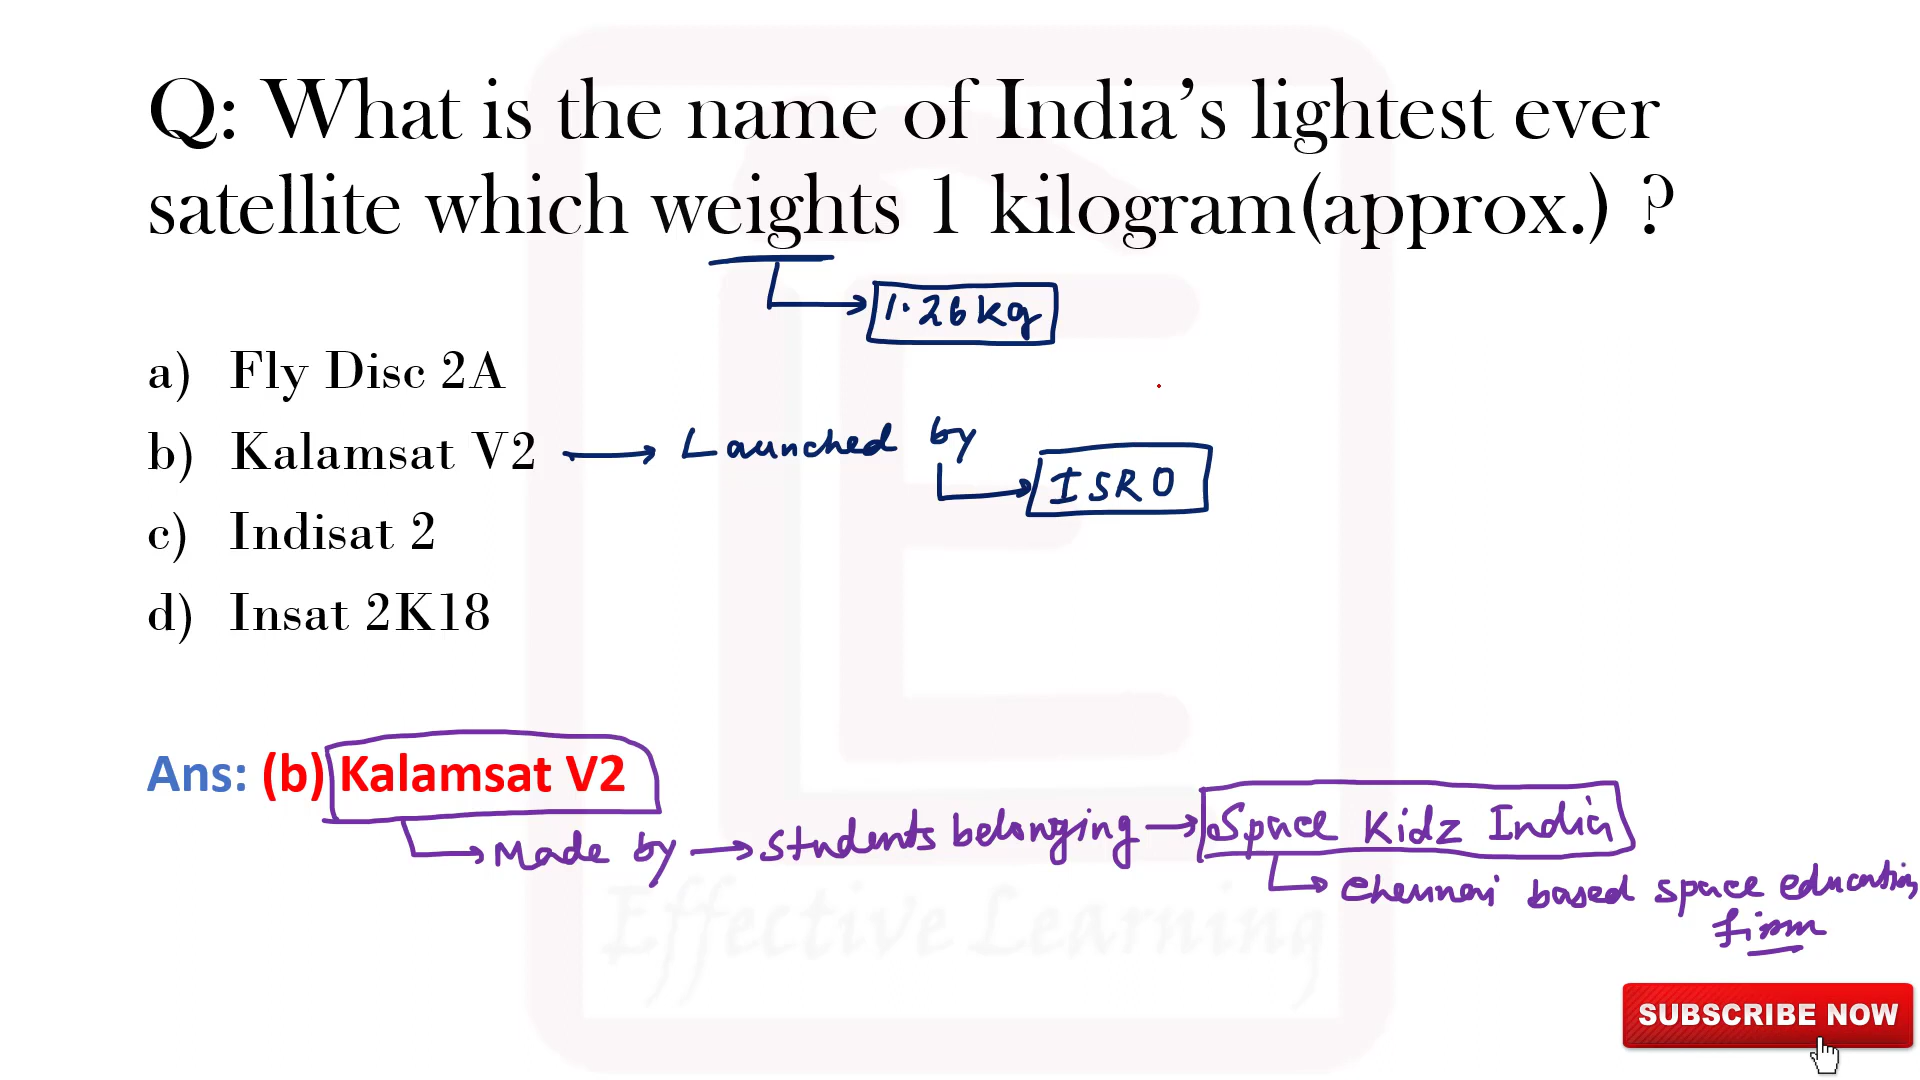 Q: What is the name of India’s lightest ever
satellite which weights 1 kilogram(approx.) ?
1.26kg
a) Fly Disc 2A
b) Kalamsat V2 → Launched by
ISRO
c) Indisat 2
d) Insat 2K18
Ans: (b) Kalamsat V2
Made by → Students belonging → Space Kidz India
Chennai based space education
firm
Effective Learning
SUBSCRIBE NOW